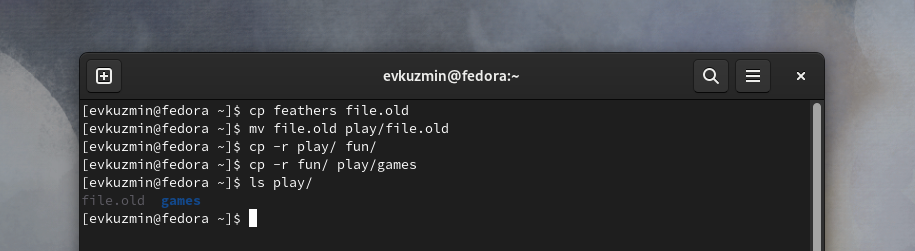 evkuzmin@fedora:~
[evkuzmin@fedora ~]$ cp feathers file.old
[evkuzmin@fedora ~]$ mv file.old play/file.old
[evkuzmin@fedora ~]$ cp -r play/ fun/
[evkuzmin@fedora ~]$ cp -r fun/ play/games
[evkuzmin@fedora ~]$ ls play/
file.old  games
[evkuzmin@fedora ~]$